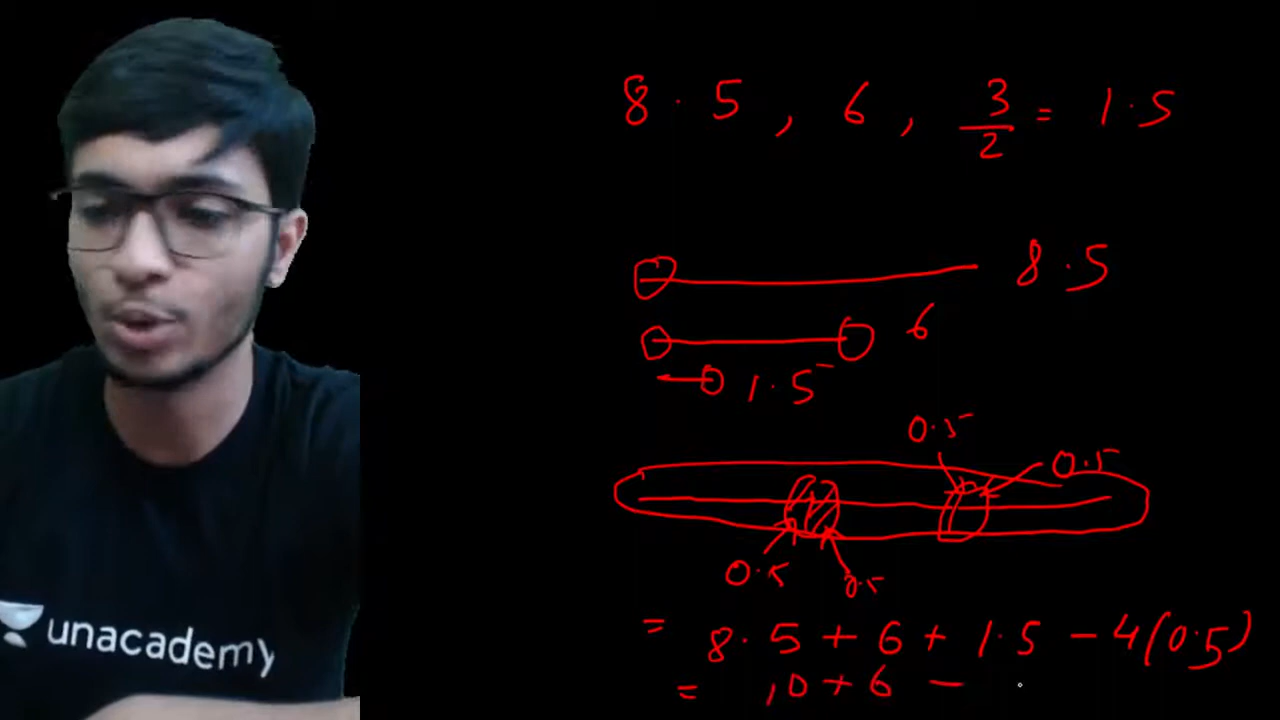 8.5 , 6 , 3/2 = 1.5
8.5
6
1.5
0.5
0.5
0.5
0.5
= 8.5 + 6 + 1.5 - 4(0.5)
= 10 + 6 -
unacademy